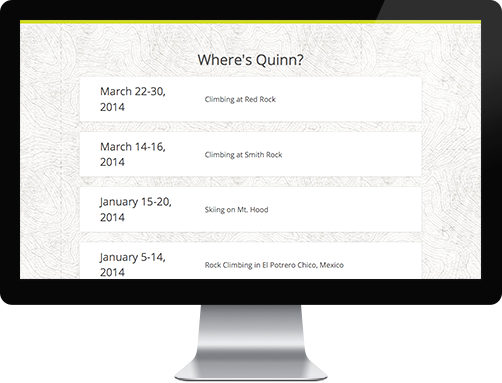 Where's Quinn?
March 22-30,
2014
Climbing at Red Rock
March 14-16,
2014
Climbing at Smith Rock
January 15-20,
2014
Skiing on Mt. Hood
January 5-14,
2014
Rock Climbing in El Potrero Chico, Mexico